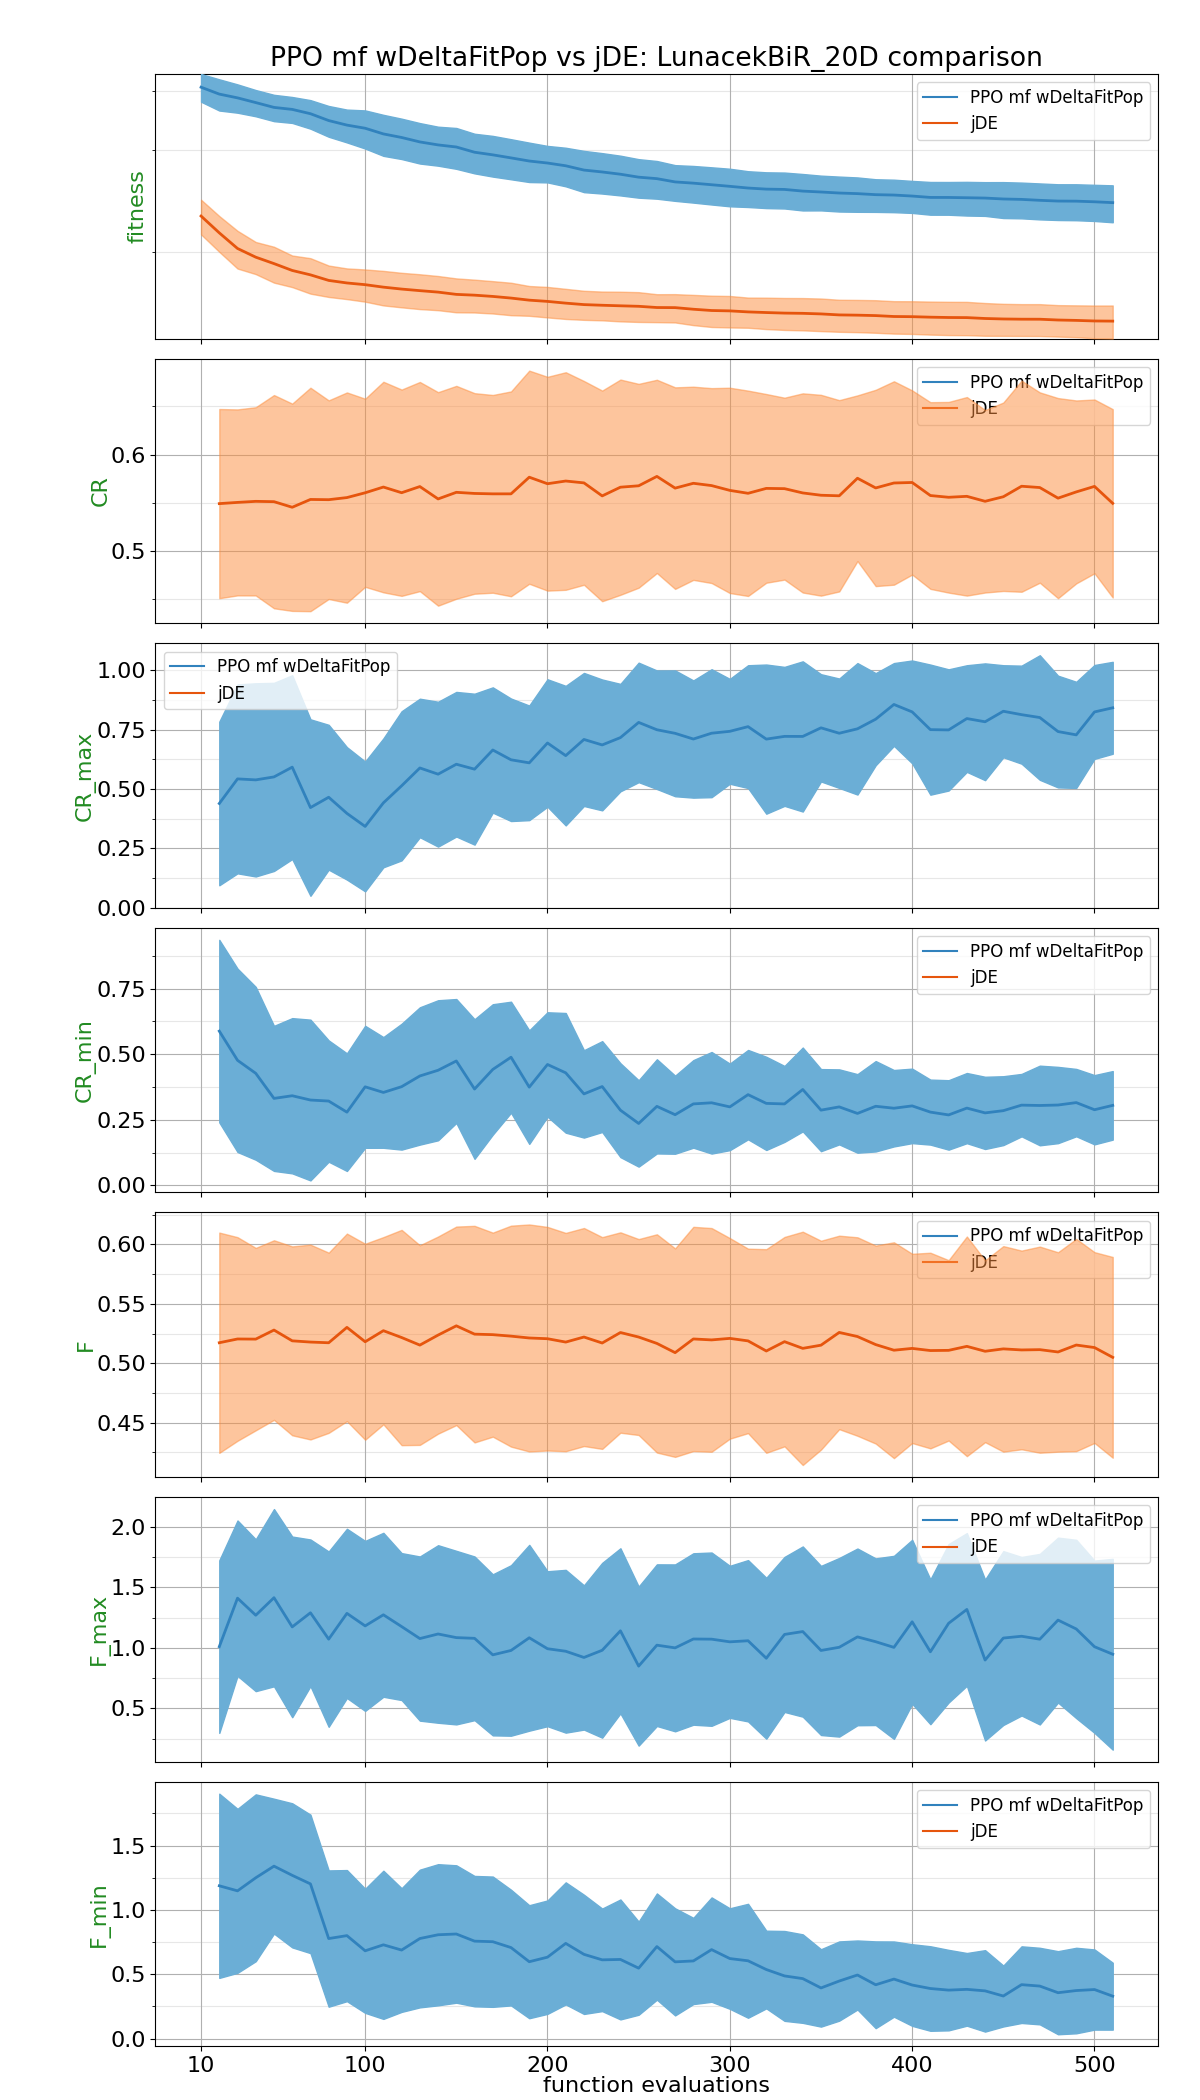 PPO mf wDeltaFitPop vs jDE: LunacekBiR_20D comparison
fitness
PPO mf wDeltaFitPop
jDE
CR
0.6
0.5
PPO mf wDeltaFitPop
jDE
CR_max
1.00
0.75
0.50
0.25
0.00
PPO mf wDeltaFitPop
jDE
CR_min
0.75
0.50
0.25
0.00
PPO mf wDeltaFitPop
jDE
F
0.60
0.55
0.50
0.45
PPO mf wDeltaFitPop
jDE
F_max
2.0
1.5
1.0
0.5
PPO mf wDeltaFitPop
jDE
F_min
1.5
1.0
0.5
0.0
PPO mf wDeltaFitPop
jDE
10 100 200 300 400 500
function evaluations